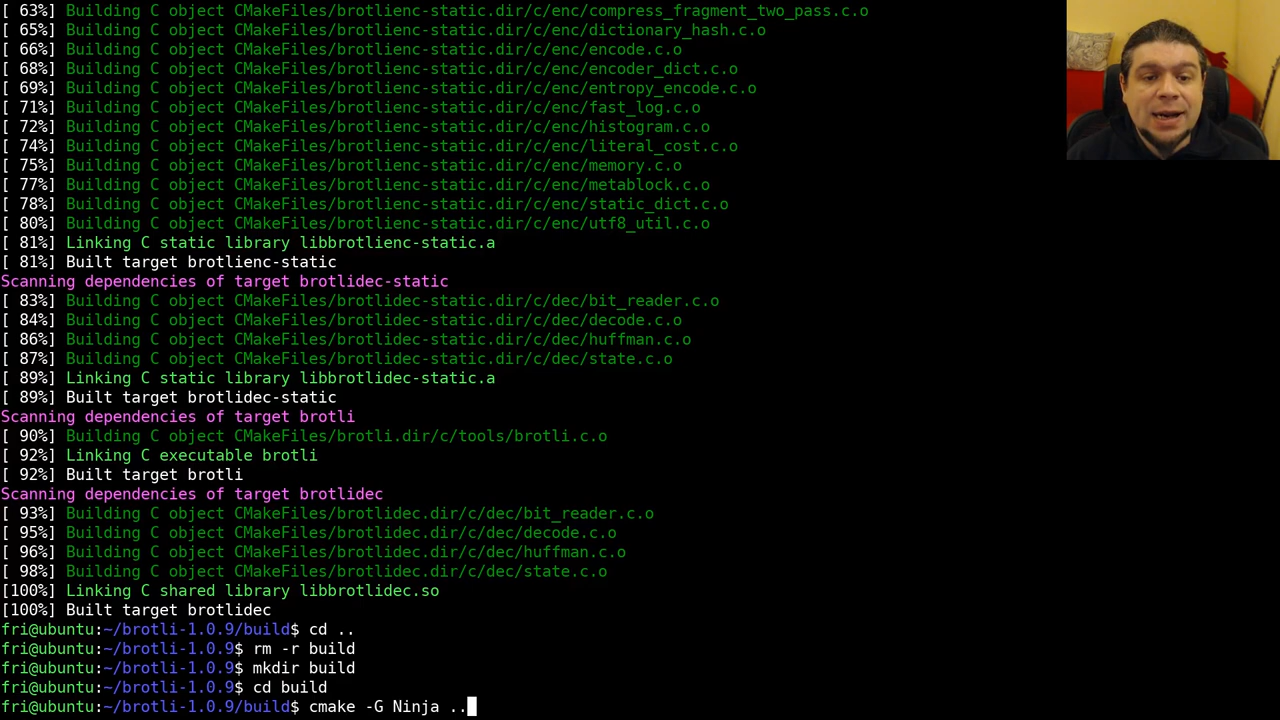 [ 63%] Building C object CMakeFiles/brotlienc-static.dir/c/enc/compress_fragment_two_pass.c.o
[ 65%] Building C object CMakeFiles/brotlienc-static.dir/c/enc/dictionary_hash.c.o
[ 66%] Building C object CMakeFiles/brotlienc-static.dir/c/enc/encode.c.o
[ 68%] Building C object CMakeFiles/brotlienc-static.dir/c/enc/encoder_dict.c.o
[ 69%] Building C object CMakeFiles/brotlienc-static.dir/c/enc/entropy_encode.c.o
[ 71%] Building C object CMakeFiles/brotlienc-static.dir/c/enc/fast_log.c.o
[ 72%] Building C object CMakeFiles/brotlienc-static.dir/c/enc/histogram.c.o
[ 74%] Building C object CMakeFiles/brotlienc-static.dir/c/enc/literal_cost.c.o
[ 75%] Building C object CMakeFiles/brotlienc-static.dir/c/enc/memory.c.o
[ 77%] Building C object CMakeFiles/brotlienc-static.dir/c/enc/metablock.c.o
[ 78%] Building C object CMakeFiles/brotlienc-static.dir/c/enc/static_dict.c.o
[ 80%] Building C object CMakeFiles/brotlienc-static.dir/c/enc/utf8_util.c.o
[ 81%] Linking C static library libbrotlienc-static.a
[ 81%] Built target brotlienc-static
Scanning dependencies of target brotlidec-static
[ 83%] Building C object CMakeFiles/brotlidec-static.dir/c/dec/bit_reader.c.o
[ 84%] Building C object CMakeFiles/brotlidec-static.dir/c/dec/decode.c.o
[ 86%] Building C object CMakeFiles/brotlidec-static.dir/c/dec/huffman.c.o
[ 87%] Building C object CMakeFiles/brotlidec-static.dir/c/dec/state.c.o
[ 89%] Linking C static library libbrotlidec-static.a
[ 89%] Built target brotlidec-static
Scanning dependencies of target brotli
[ 90%] Building C object CMakeFiles/brotli.dir/c/tools/brotli.c.o
[ 92%] Linking C executable brotli
[ 92%] Built target brotli
Scanning dependencies of target brotlidec
[ 93%] Building C object CMakeFiles/brotlidec.dir/c/dec/bit_reader.c.o
[ 95%] Building C object CMakeFiles/brotlidec.dir/c/dec/decode.c.o
[ 96%] Building C object CMakeFiles/brotlidec.dir/c/dec/huffman.c.o
[ 98%] Building C object CMakeFiles/brotlidec.dir/c/dec/state.c.o
[100%] Linking C shared library libbrotlidec.so
[100%] Built target brotlidec
fri@ubuntu:~/brotli-1.0.9/build$ cd ..
fri@ubuntu:~/brotli-1.0.9$ rm -r build
fri@ubuntu:~/brotli-1.0.9$ mkdir build
fri@ubuntu:~/brotli-1.0.9$ cd build
fri@ubuntu:~/brotli-1.0.9/build$ cmake -G Ninja ..